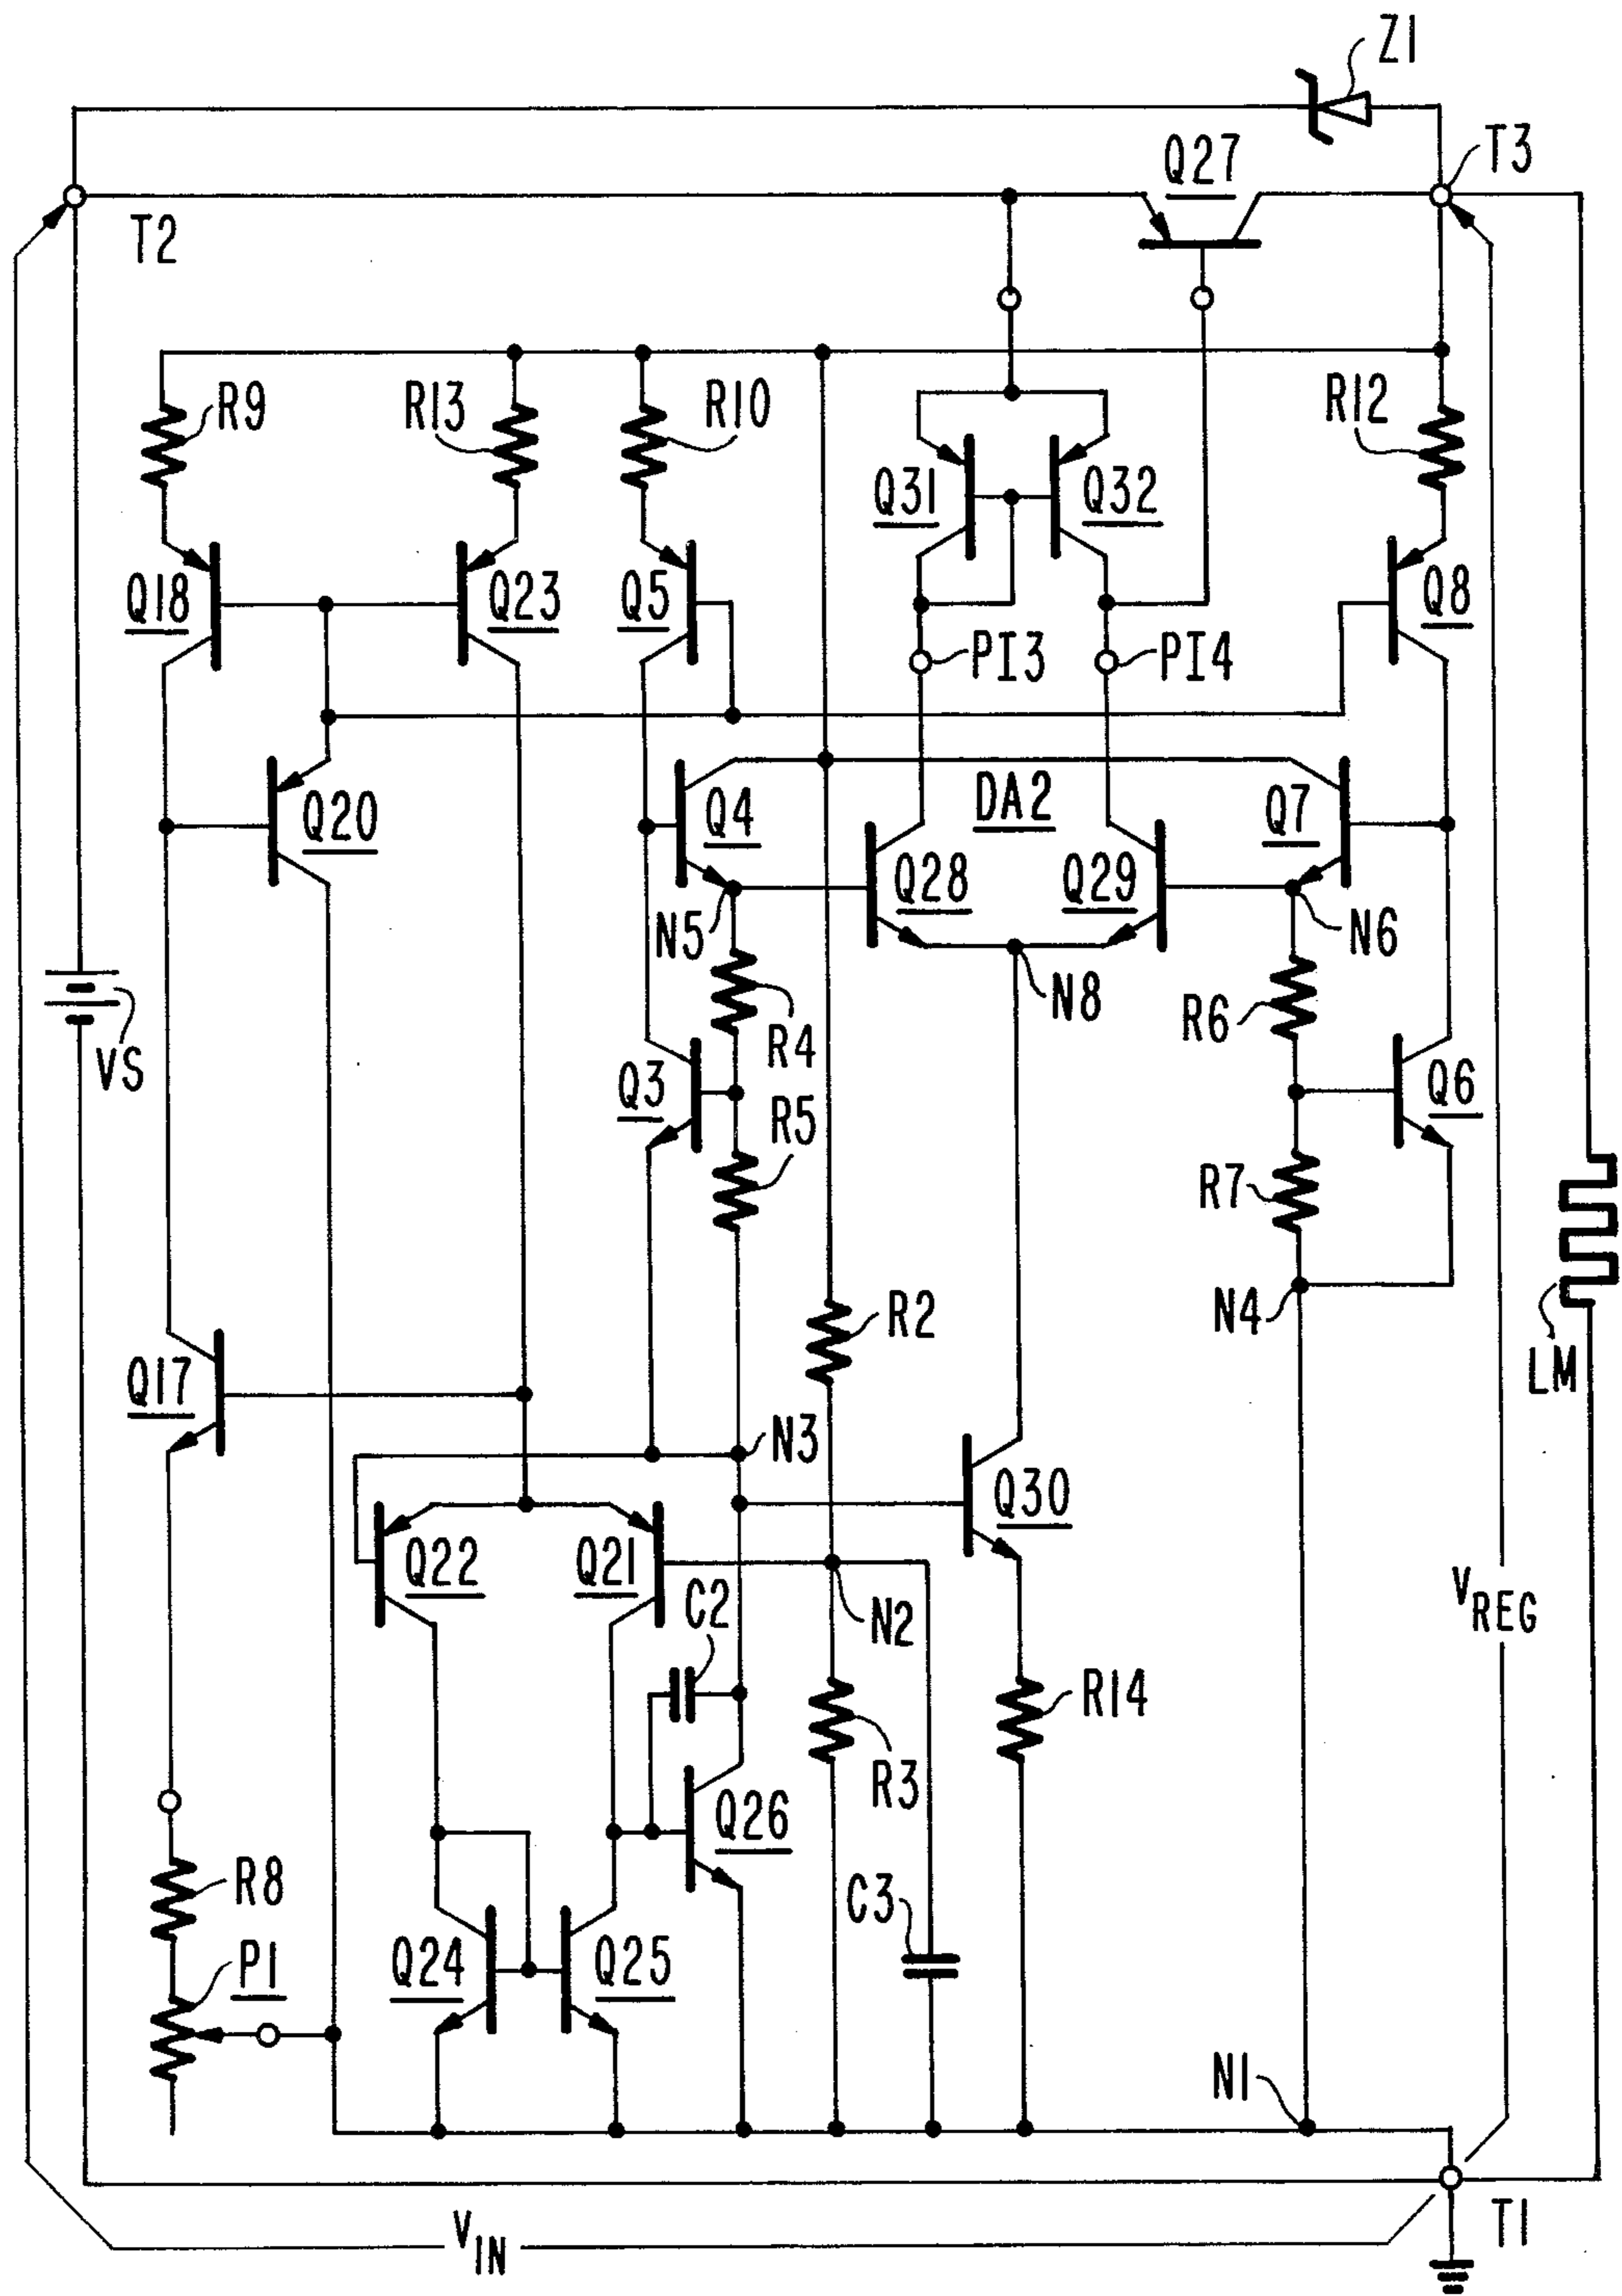 Z1
Q27
T3
T2
R9
R13
R10
R12
Q31
Q32
Q18
Q23
Q5
Q8
PI3
PI4
Q20
Q4
DA2
Q7
Q28
Q29
N5
N6
N8
R4
R6
VS
Q3
R5
Q6
R7
R2
N4
LM
Q17
N3
Q30
Q22
Q21
C2
N2
VREG
R14
R3
Q26
R8
C3
Q24
Q25
P1
N1
VIN
T1